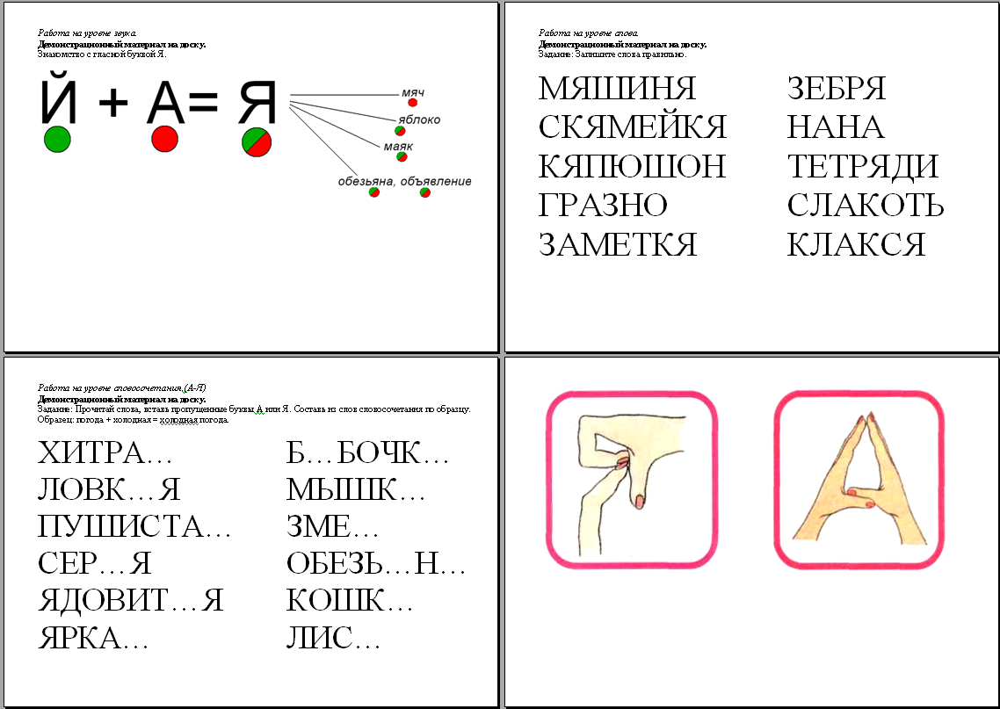 Работа на уровне звука.
Демонстрационный материал на доску.
Знакомство с гласной буквой Я.
Й + А= Я
мяч
яблоко
маяк
обезьяна, объявление
Работа на уровне слова.
Демонстрационный материал на доску.
Задание: Запишите слова правильно.
МЯШИНЯ ЗЕБРЯ
СКЯМЕЙКЯ НАНА
КЯПЮШОН ТЕТРЯДИ
ГРАЗНО СЛАКОТЬ
ЗАМЕТКЯ КЛАКСЯ
Работа на уровне словосочетания.(А-Я)
Демонстрационный материал на доску.
Задание: Прочитай слова, вставь пропущенные буквы А или Я. Составь из слов словосочетания по образцу.
Образец: погода + холодная = холодная погода.
ХИТРА… Б…БОЧК…
ЛОВК…Я МЫШК…
ПУШИСТА… ЗМЕ…
СЕР…Я ОБЕЗЬ…Н…
ЯДОВИТ…Я КОШК…
ЯРКА… ЛИС…